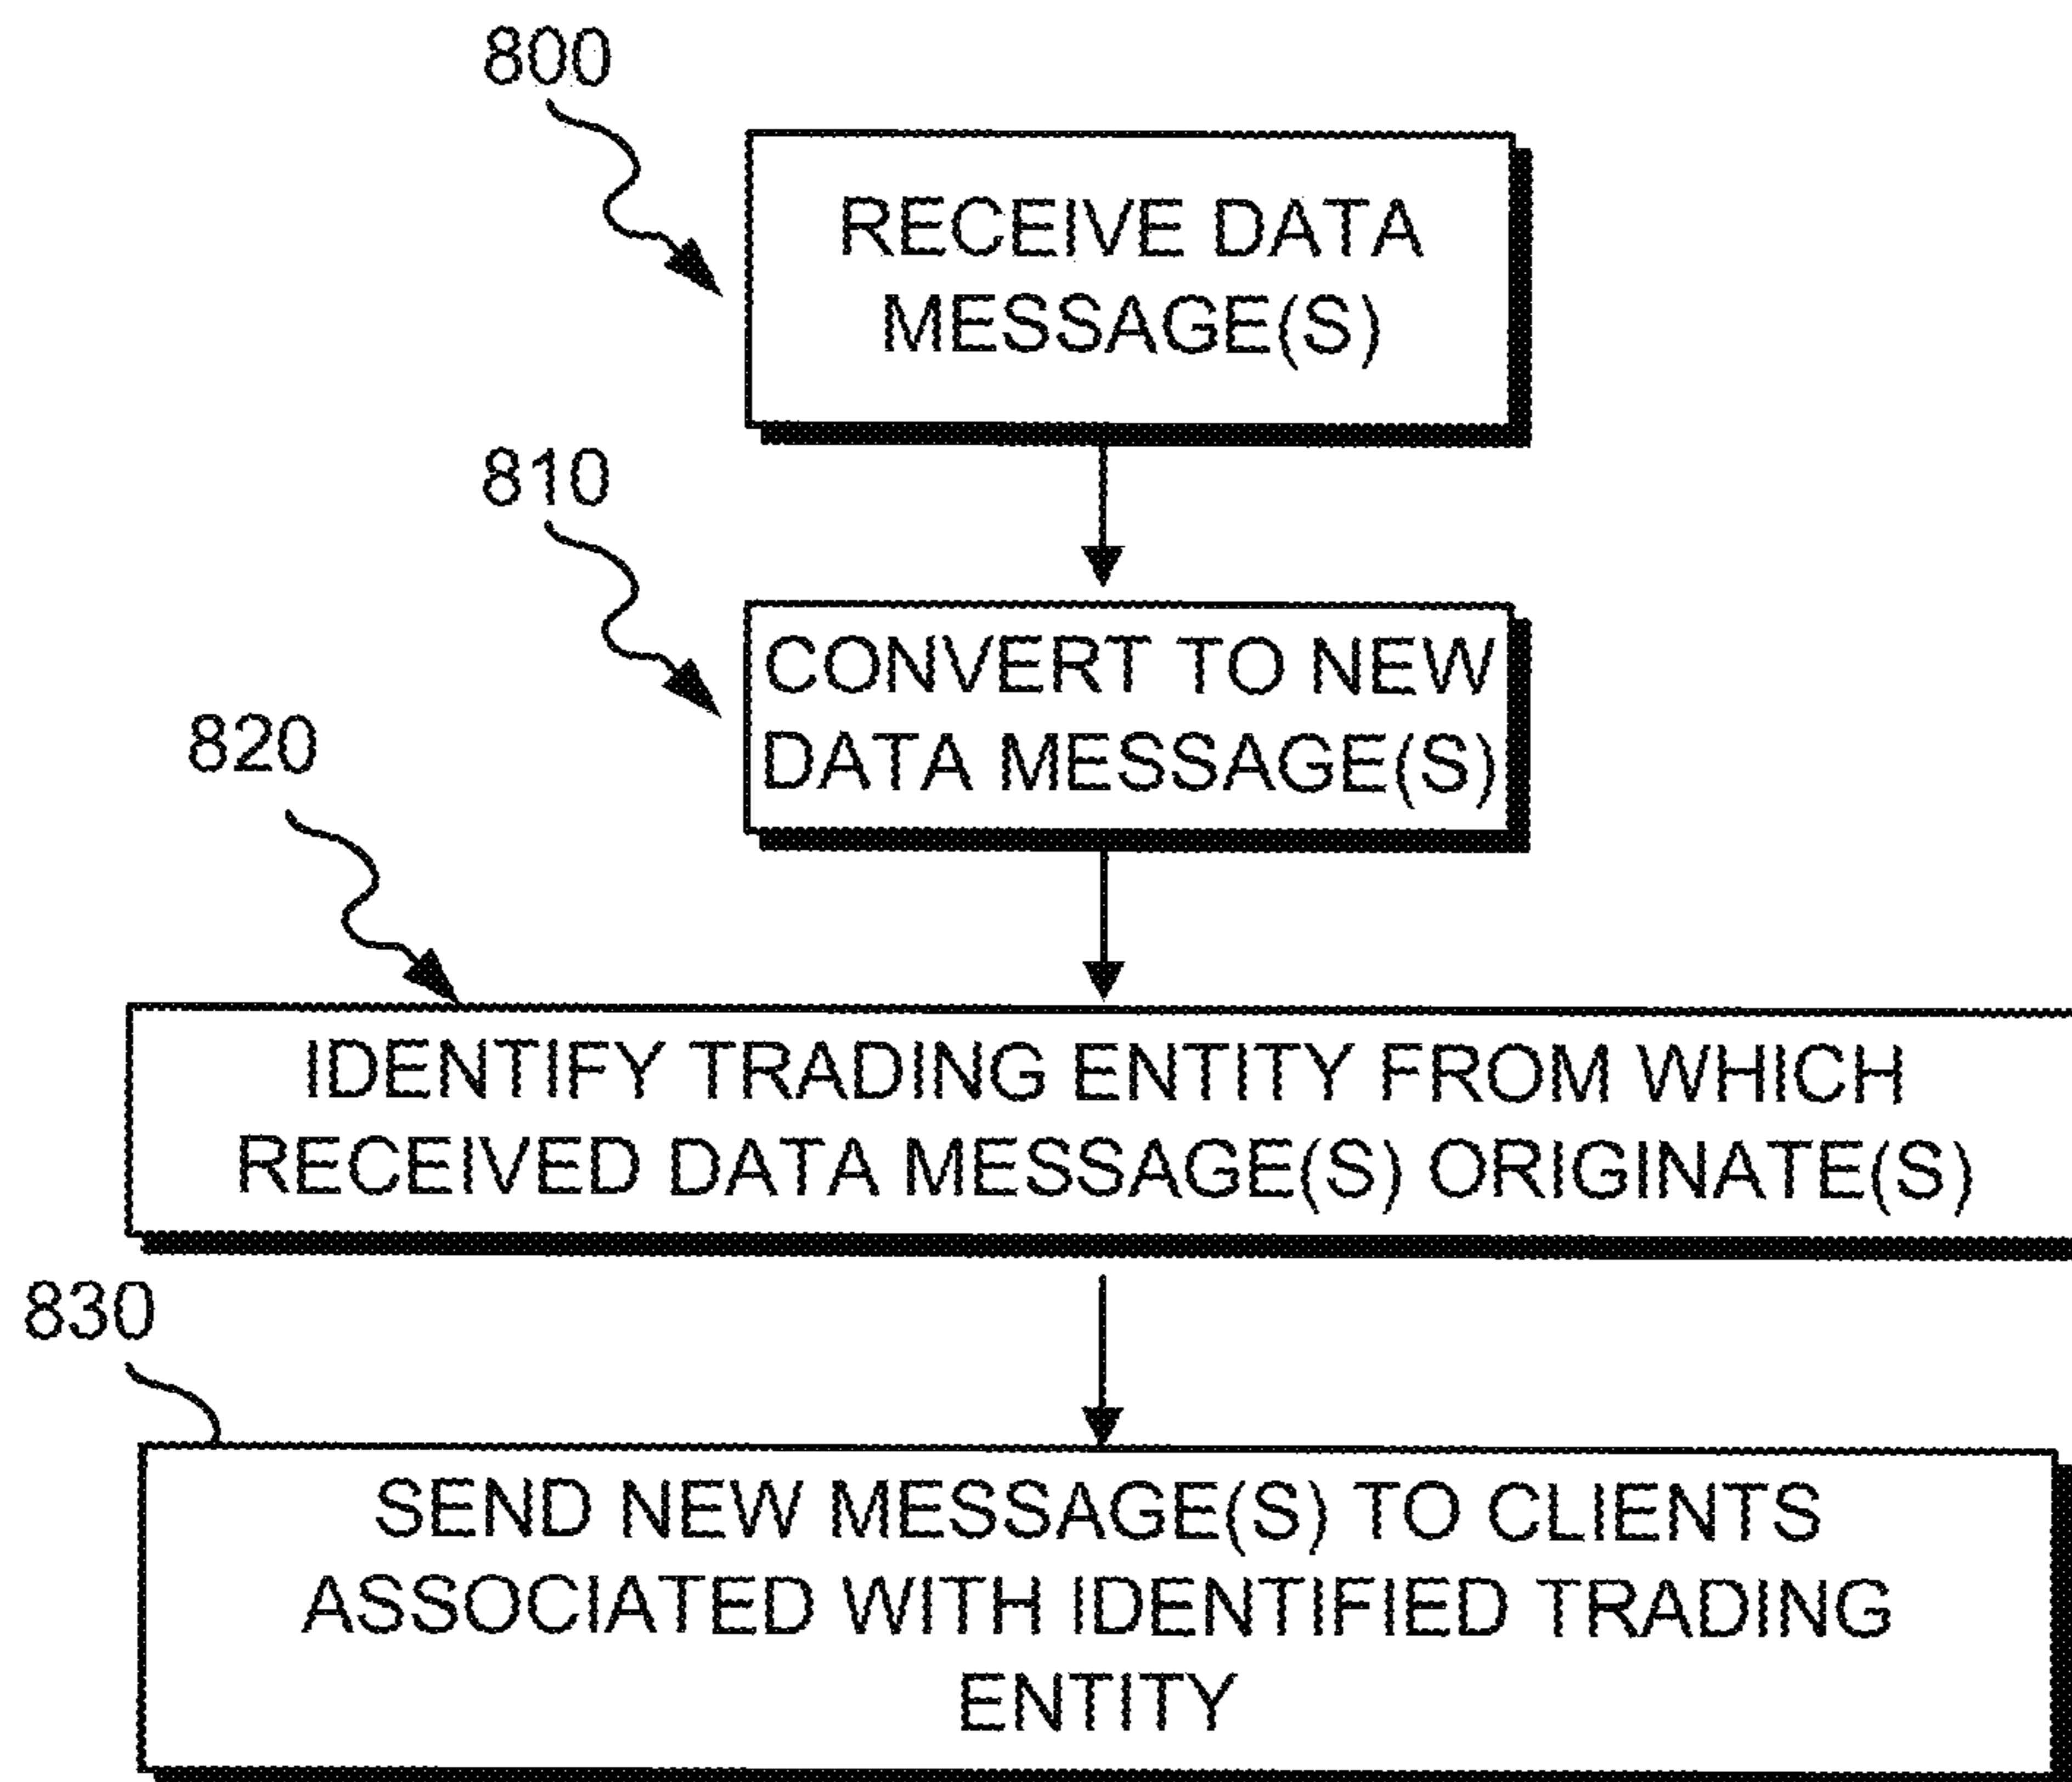 800
RECEIVE DATA
MESSAGE(S)
810
CONVERT TO NEW
DATA MESSAGE(S)
820
IDENTIFY TRADING ENTITY FROM WHICH
RECEIVED DATA MESSAGE(S) ORIGINATE(S)
830
SEND NEW MESSAGE(S) TO CLIENTS
ASSOCIATED WITH IDENTIFIED TRADING
ENTITY